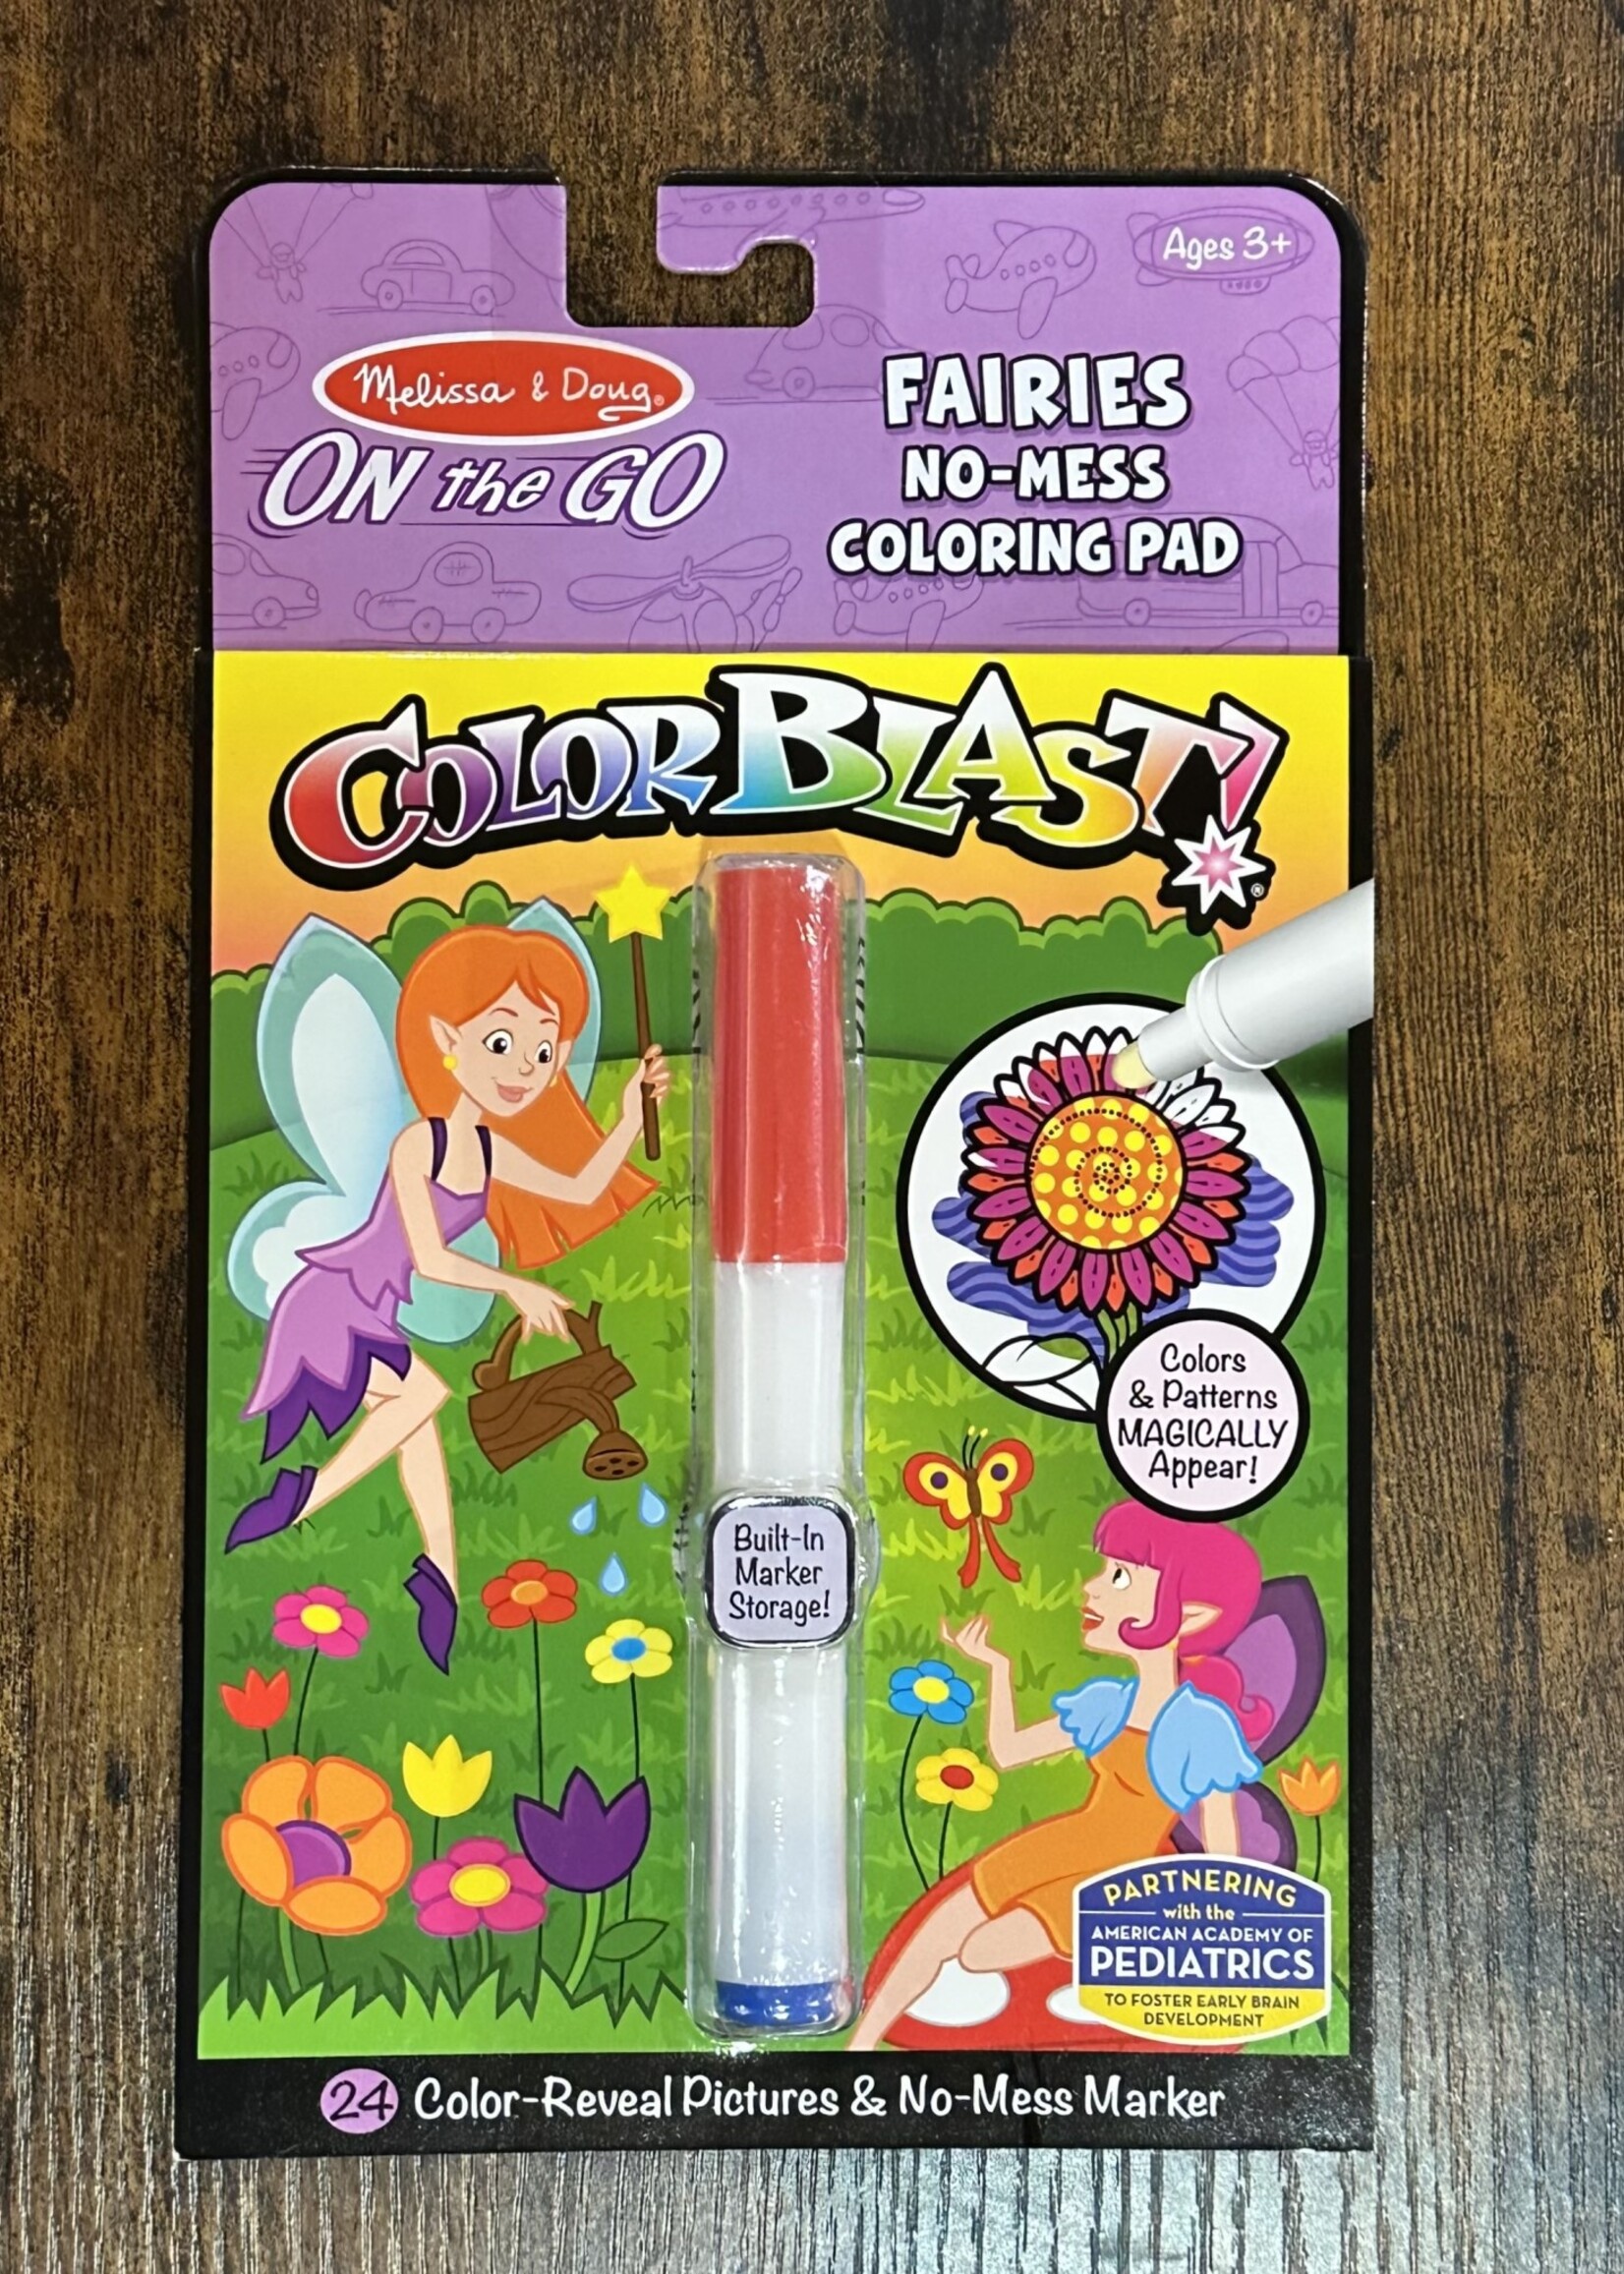 Ages 3+
Melissa & Doug®
ON the GO
FAIRIES
NO-MESS
COLORING PAD
COLORBLAST!®
Colors
& Patterns
MAGICALLY
Appear!
Built-In
Marker
Storage!
PARTNERING
with the
AMERICAN ACADEMY OF
PEDIATRICS
TO FOSTER EARLY BRAIN
DEVELOPMENT
24 Color-Reveal Pictures & No-Mess Marker